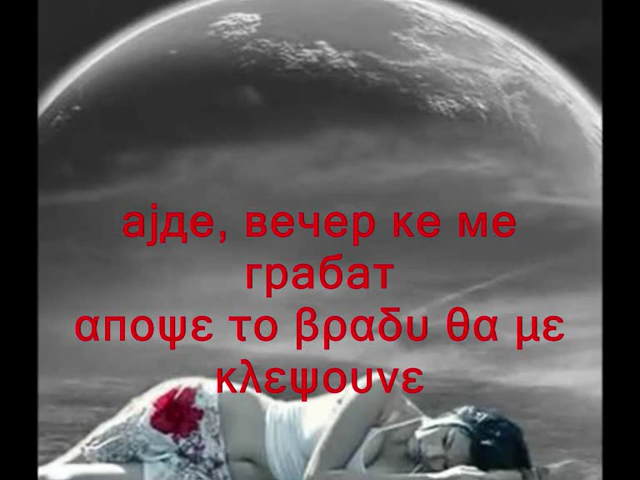 ајде, вечер ке ме
грабат
αποψε το βραδυ θα με
κλεψουνε